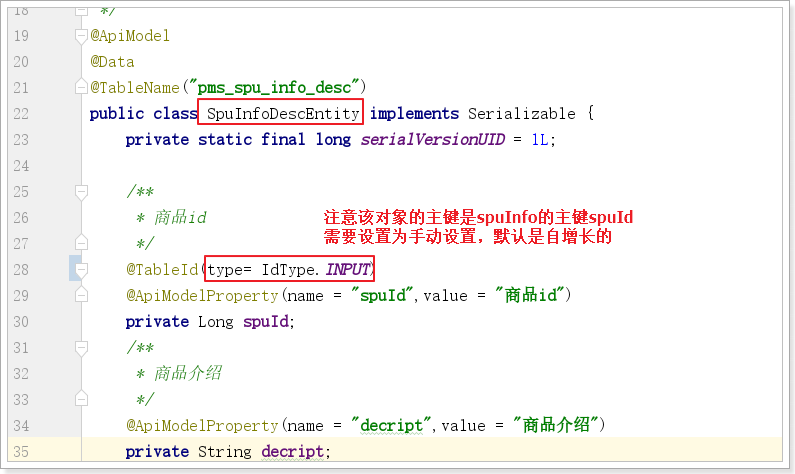 18 */
19 @ApiModel
20 @Data
21 @TableName("pms_spu_info_desc")
22 public class SpuInfoDescEntity implements Serializable {
23 private static final long serialVersionUID = 1L;
24
25 /**
26 * 商品id 注意该对象的主键是spuInfo的主键spuId
27 */ 需要设置为手动设置，默认是自增长的
28 @TableId(type= IdType.INPUT)
29 @ApiModelProperty(name = "spuId",value = "商品id")
30 private Long spuId;
31 /**
32 * 商品介绍
33 */
34 @ApiModelProperty(name = "decript",value = "商品介绍")
35 private String decript;